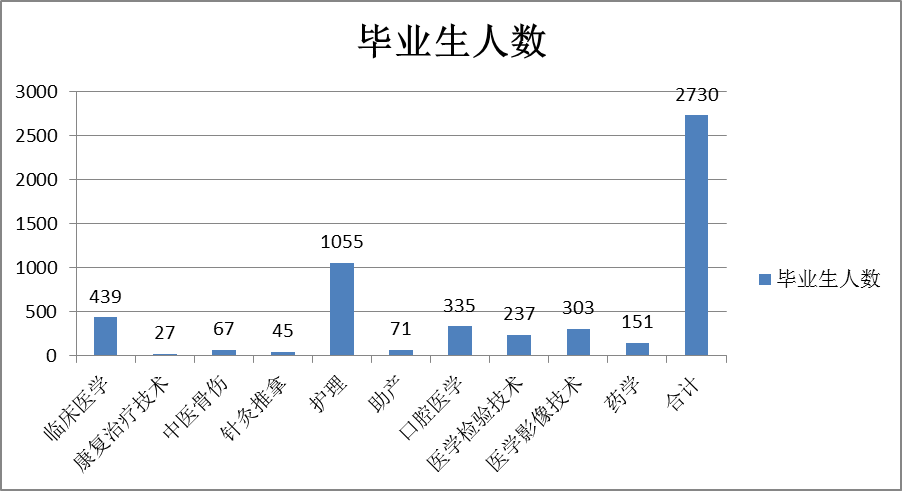 毕业生人数
3000
2500
2000
1500
1000
500
0
439
27
67
45
1055
71
335
237
303
151
2730
临床医学
康复治疗技术
中医骨伤
针灸推拿
护理
助产
口腔医学
医学检验技术
医学影像技术
药学
合计
毕业生人数